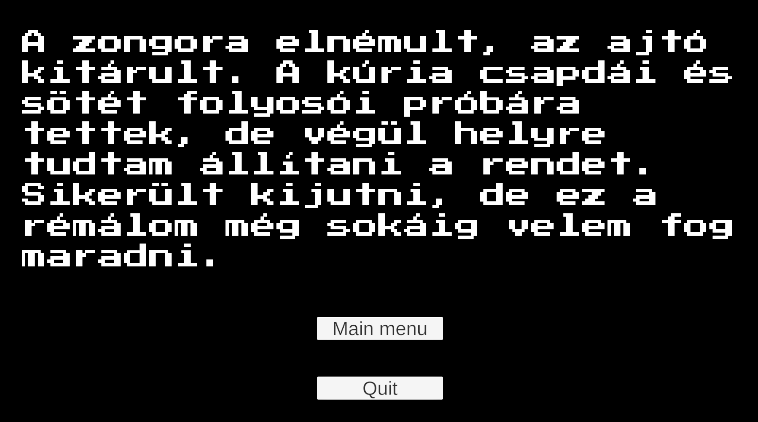 A zongora elnémult, az ajtó
kitárult. A kúria csapdái és
sötét folyosói próbára
tettek, de végül helyre
tudtam állítani a rendet.
Sikerült kijutni, de ez a
rémálom még sokáig velem fog
maradni.
Main menu
Quit